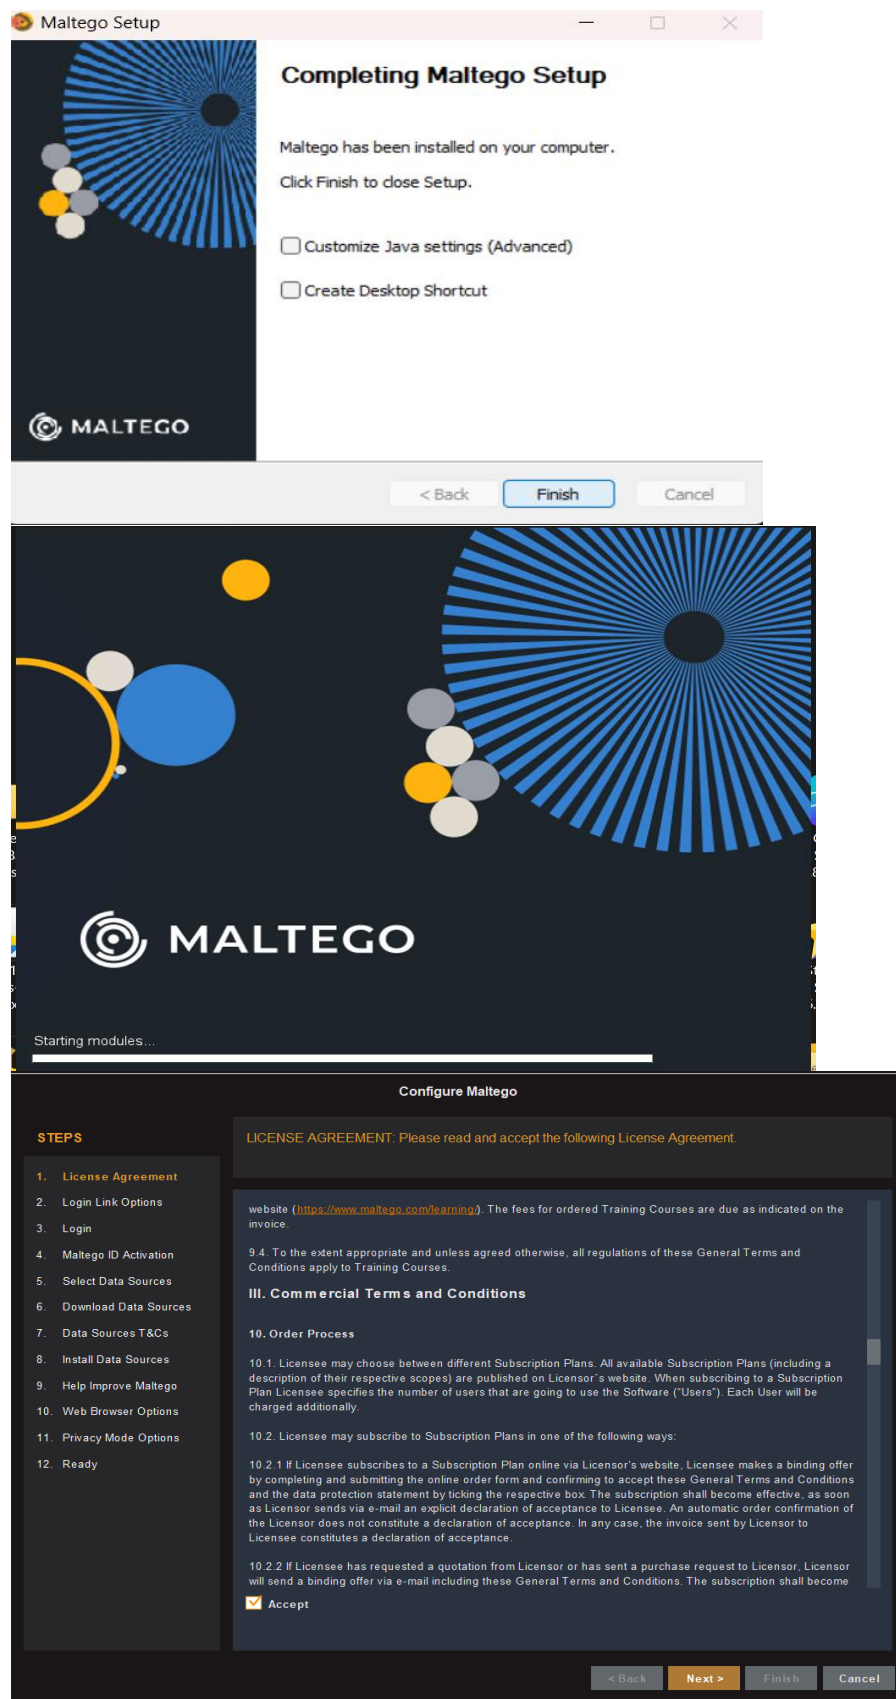 Maltego Setup
Completing Maltego Setup
Maltego has been installed on your computer.
Click Finish to close Setup.
Customize Java settings (Advanced)
Create Desktop Shortcut
MALTEGO
< Back
Finish
Cancel
MALTEGO
Starting modules...
Configure Maltego
STEPS
1. License Agreement
2. Login Link Options
3. Login
4. Maltego ID Activation
5. Select Data Sources
6. Download Data Sources
7. Data Sources T&Cs
8. Install Data Sources
9. Help Improve Maltego
10. Web Browser Options
11. Privacy Mode Options
12. Ready
LICENSE AGREEMENT: Please read and accept the following License Agreement.
website (https://www.maltego.com/learning/). The fees for ordered Training Courses are due as indicated on the
invoice.
9.4. To the extent appropriate and unless agreed otherwise, all regulations of these General Terms and
Conditions apply to Training Courses.
III. Commercial Terms and Conditions
10. Order Process
10.1. Licensee may choose between different Subscription Plans. All available Subscription Plans (including a
description of their respective scopes) are published on Licensor´s website. When subscribing to a Subscription
Plan Licensee specifies the number of users that are going to use the Software (“Users”). Each User will be
charged additionally.
10.2. Licensee may subscribe to Subscription Plans in one of the following ways:
10.2.1 If Licensee subscribes to a Subscription Plan online via Licensor’s website, Licensee makes a binding offer
by completing and submitting the online order form and confirming to accept these General Terms and Conditions
and the data protection statement by ticking the respective box. The subscription shall become effective, as soon
as Licensor sends via e-mail an explicit declaration of acceptance to Licensee. An automatic order confirmation of
the Licensor does not constitute a declaration of acceptance. In any case, the invoice sent by Licensor to
Licensee constitutes a declaration of acceptance.
10.2.2 If Licensee has requested a quotation from Licensor or has sent a purchase request to Licensor, Licensor
will send a binding offer via e-mail including these General Terms and Conditions. The subscription shall become
Accept
< Back
Next >
Finish
Cancel